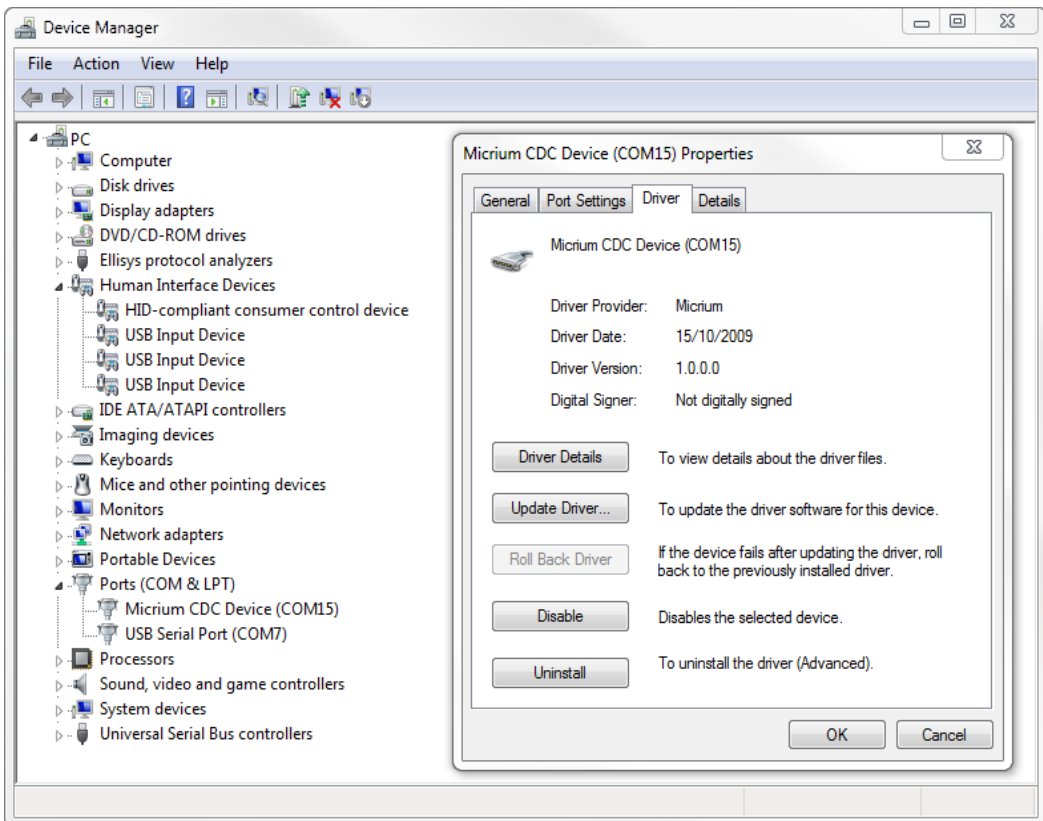 Device Manager
File Action View Help
PC
Computer
Disk drives
Display adapters
DVD/CD-ROM drives
Ellisys protocol analyzers
Human Interface Devices
HID-compliant consumer control device
USB Input Device
USB Input Device
USB Input Device
IDE ATA/ATAPI controllers
Imaging devices
Keyboards
Mice and other pointing devices
Monitors
Network adapters
Portable Devices
Ports (COM & LPT)
Micrium CDC Device (COM15)
USB Serial Port (COM7)
Processors
Sound, video and game controllers
System devices
Universal Serial Bus controllers
Micrium CDC Device (COM15) Properties
General Port Settings Driver Details
Micrium CDC Device (COM15)
Driver Provider: Micrium
Driver Date: 15/10/2009
Driver Version: 1.0.0.0
Digital Signer: Not digitally signed
Driver Details To view details about the driver files.
Update Driver... To update the driver software for this device.
Roll Back Driver If the device fails after updating the driver, roll
back to the previously installed driver.
Disable Disables the selected device.
Uninstall To uninstall the driver (Advanced).
OK Cancel